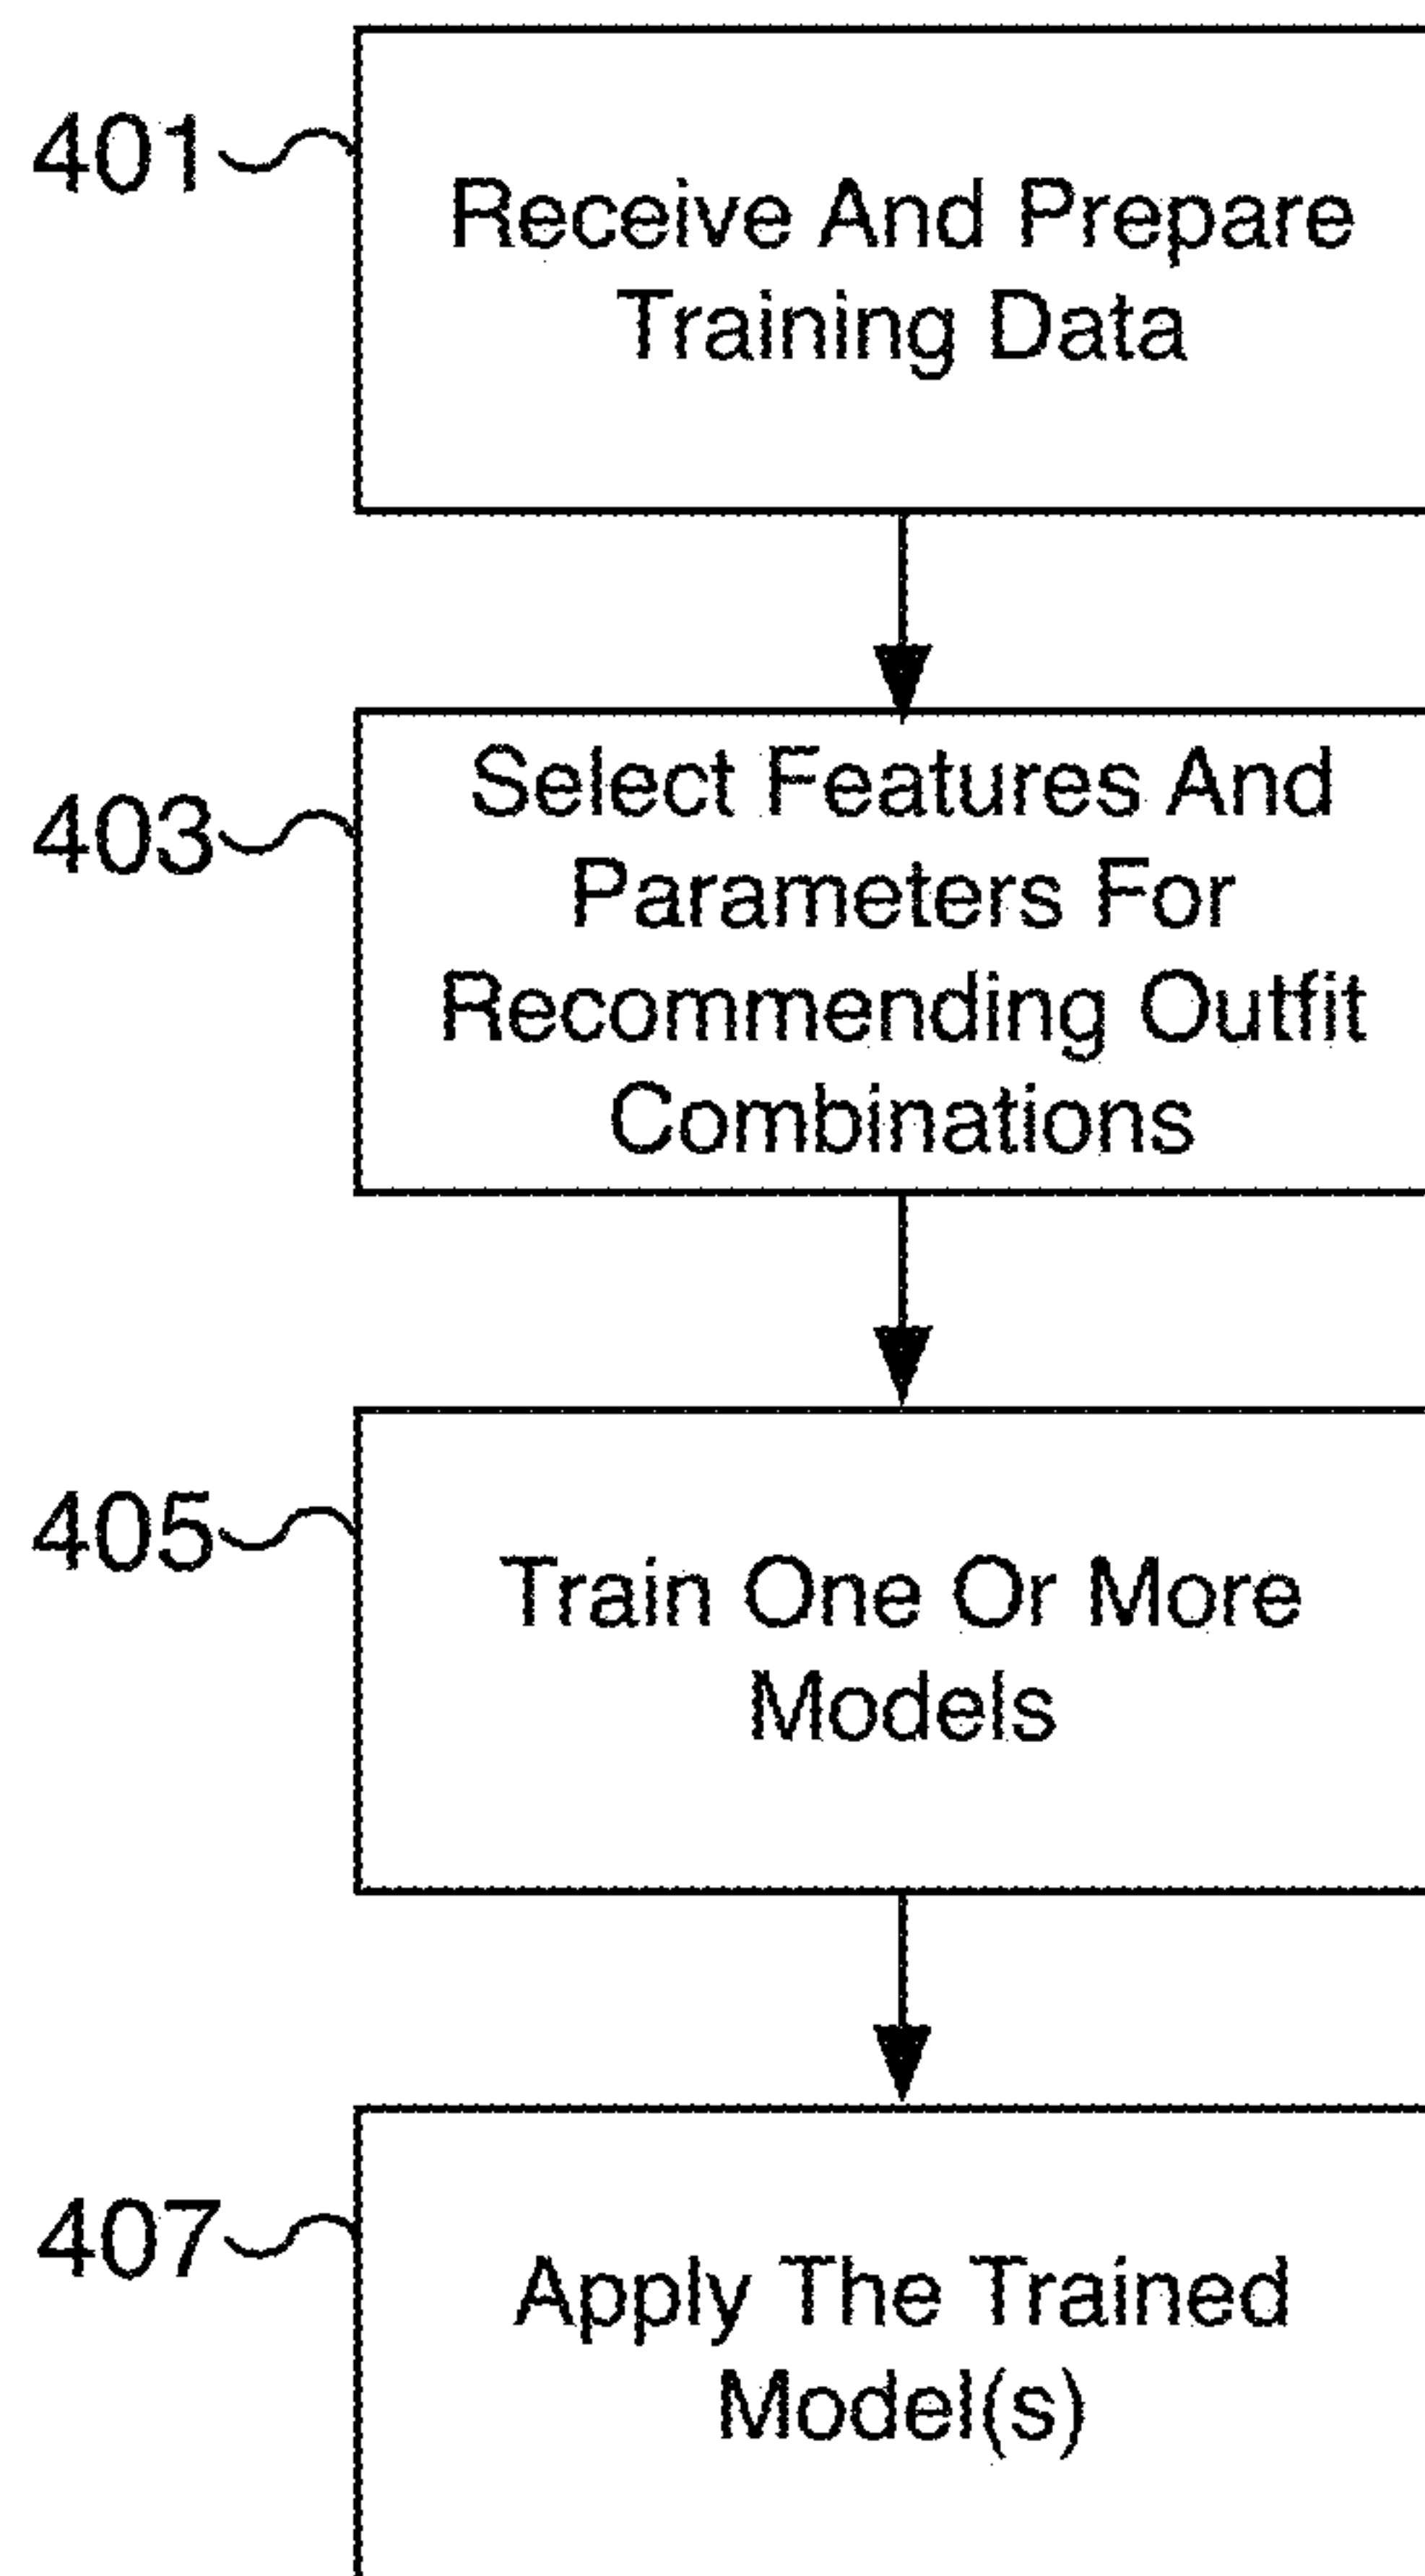 401
Receive And Prepare
Training Data
403
Select Features And
Parameters For
Recommending Outfit
Combinations
405
Train One Or More
Models
407
Apply The Trained
Model(s)